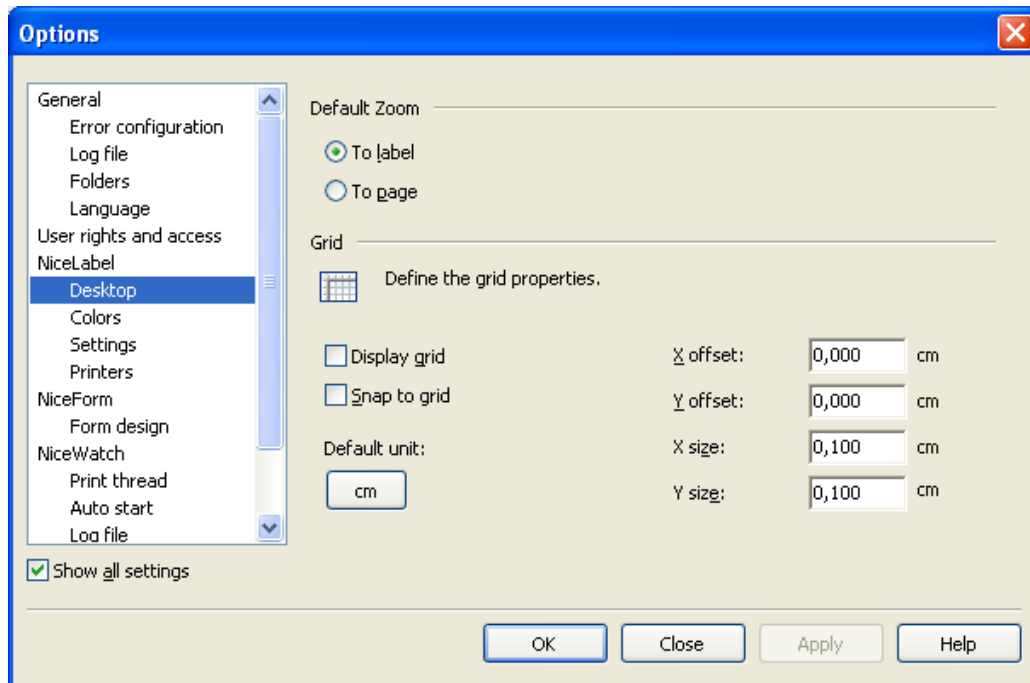 Options
General
Error configuration
Log file
Folders
Language
User rights and access
NiceLabel
Desktop
Colors
Settings
Printers
NiceForm
Form design
NiceWatch
Print thread
Auto start
Log file
Show all settings
Default Zoom
To label
To page
Grid
Define the grid properties.
Display grid
Snap to grid
Default unit:
cm
X offset: 0,000 cm
Y offset: 0,000 cm
X size: 0,100 cm
Y size: 0,100 cm
OK Close Apply Help